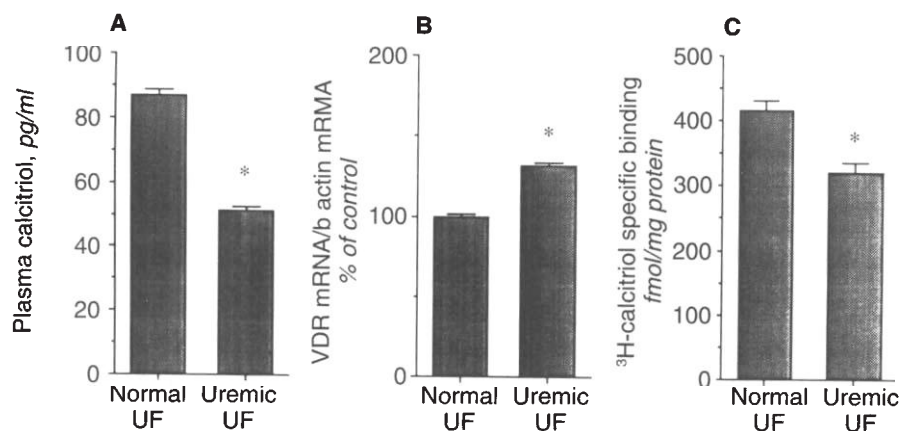 A
Plasma calcitriol, pg/ml
100
80
60
40
20
0
*
Normal
UF
Uremic
UF
B
VDR mRNA/b actin mRMA
% of control
200
100
0
*
Normal
UF
Uremic
UF
C
³H-calcitriol specific binding
fmol/mg protein
500
400
300
200
100
0
*
Normal
UF
Uremic
UF